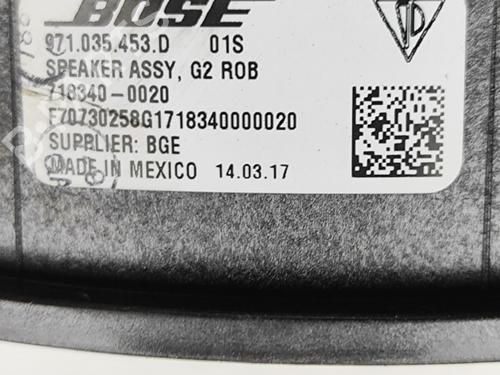 BOSE
971.035.453.D 01S
SPEAKER ASSY, G2 ROB
718340-0020
F70730258G1718340000020
SUPPLIER: BGE
MADE IN MEXICO 14.03.17